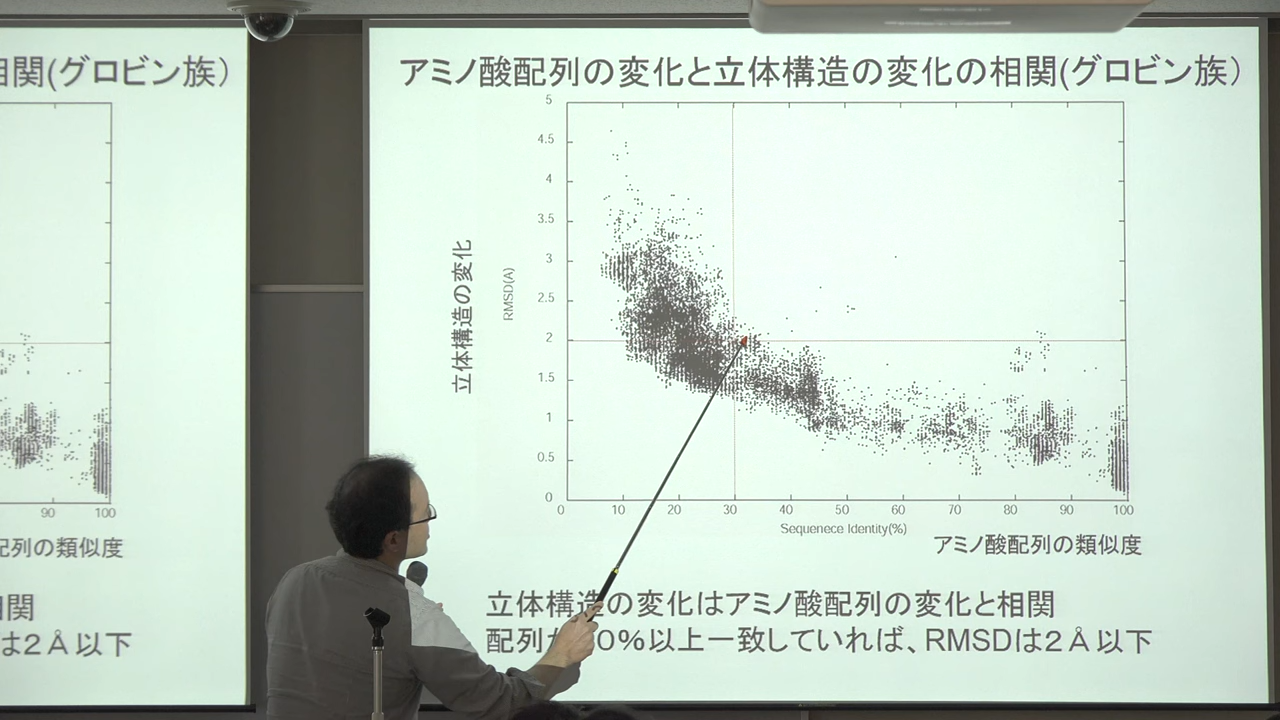 相関(グロビン族)
90
100
配列の類似度
相関
は2Å以下
アミノ酸配列の変化と立体構造の変化の相関(グロビン族)
5
4.5
4
3.5
3
2.5
2
1.5
1
0.5
0
立体構造の変化
RMSD(A)
0 10 20 30 40 50 60 70 80 90 100
Sequenece Identity(%)
アミノ酸配列の類似度
立体構造の変化はアミノ酸配列の変化と相関
配列が 0%以上一致していれば、RMSDは2Å以下